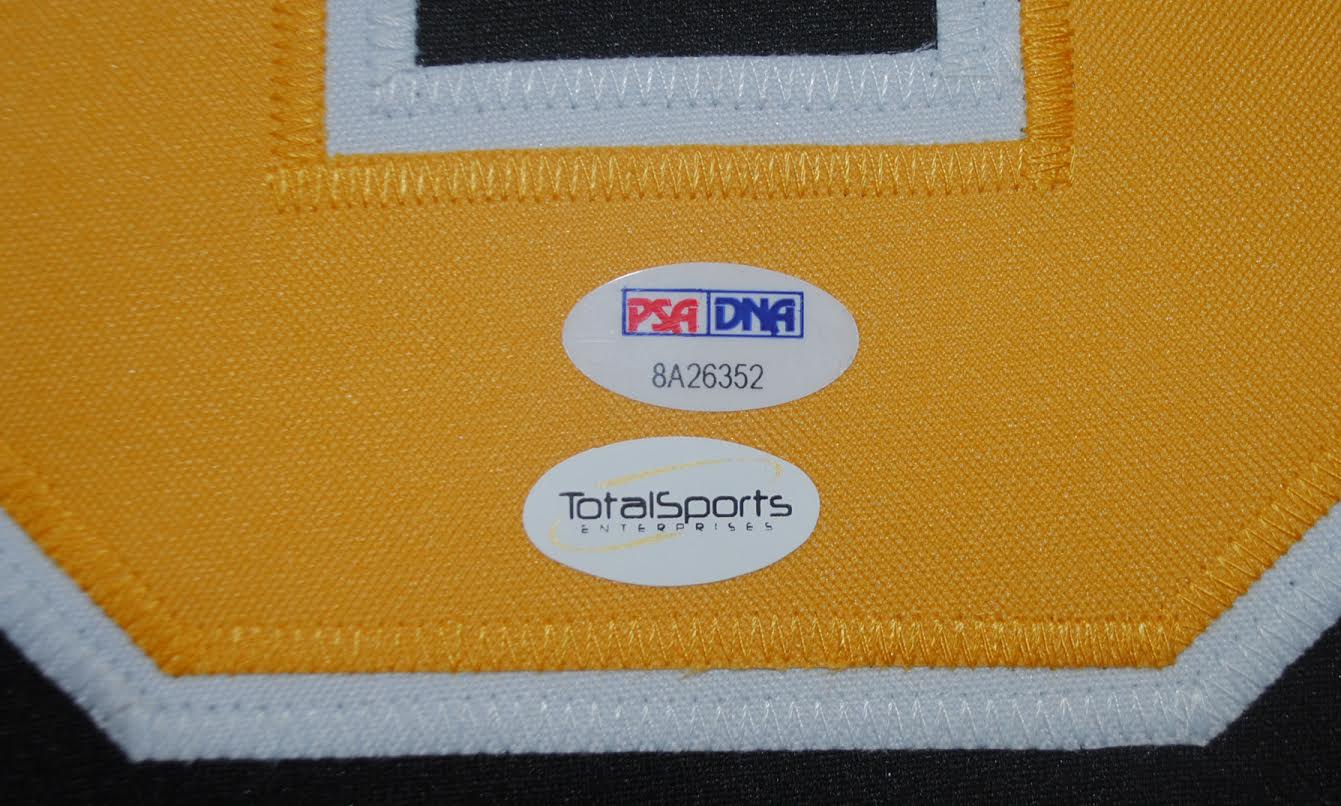 PSA DNA
8A26352
TotalSports
ENTERPRISES